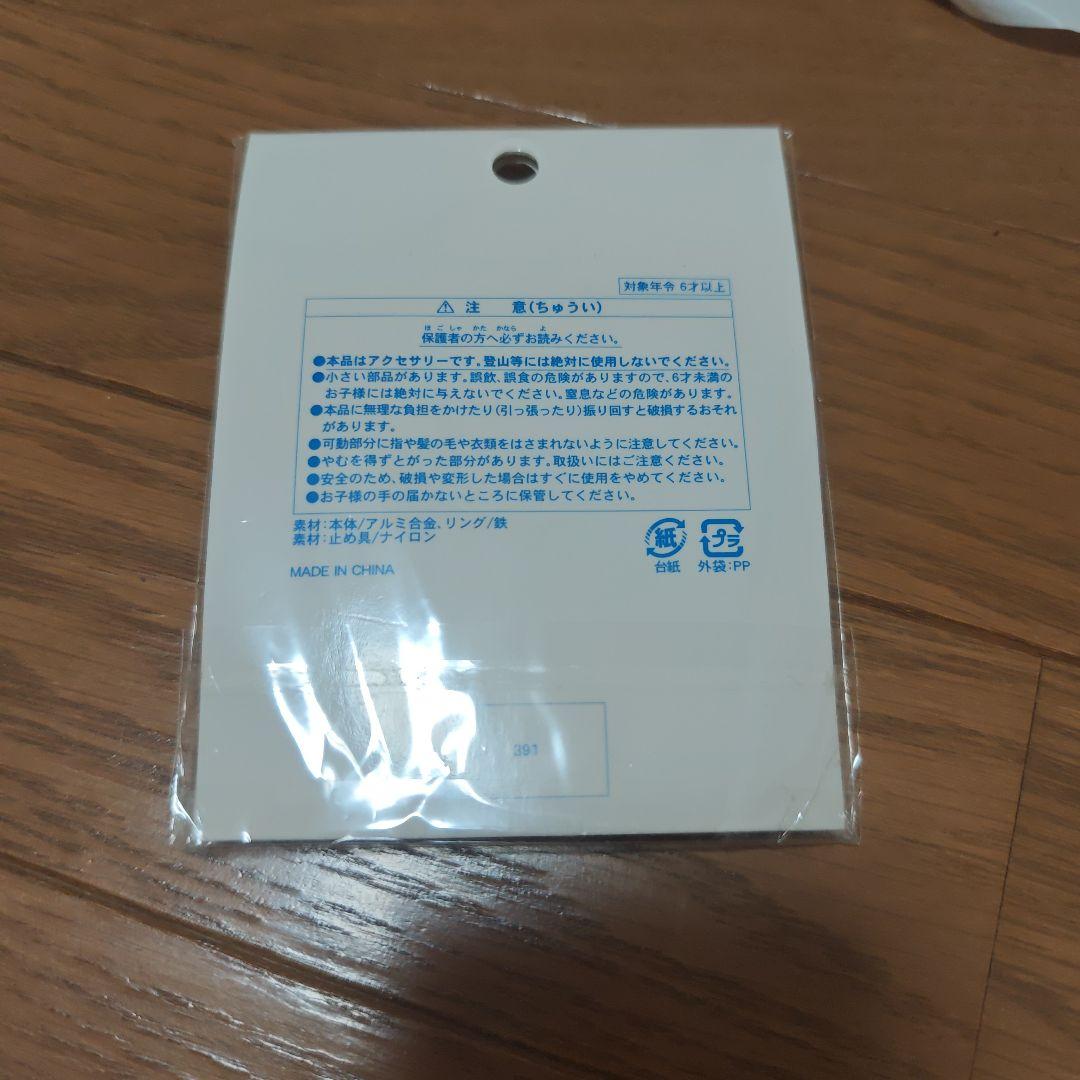 対象年令 6才以上
⚠ 注 意(ちゅうい)
ほごしゃ かた かなら よ
保護者の方へ必ずお読みください。
●本品はアクセサリーです。登山等には絶対に使用しないでください。
●小さい部品があります。誤飲、誤食の危険がありますので、6才未満の
お子様には絶対に与えないでください。窒息などの危険があります。
●本品に無理な負担をかけたり(引っ張ったり)振り回すと破損するおそれ
があります。
●可動部分に指や髪の毛や衣類をはさまれないように注意してください。
●やむを得ずとがった部分があります。取扱いにはご注意ください。
●安全のため、破損や変形した場合はすぐに使用をやめてください。
●お子様の手の届かないところに保管してください。
素材:本体/アルミ合金、リング/鉄
素材:止め具/ナイロン
紙 プラ
台紙 外袋:PP
MADE IN CHINA
391